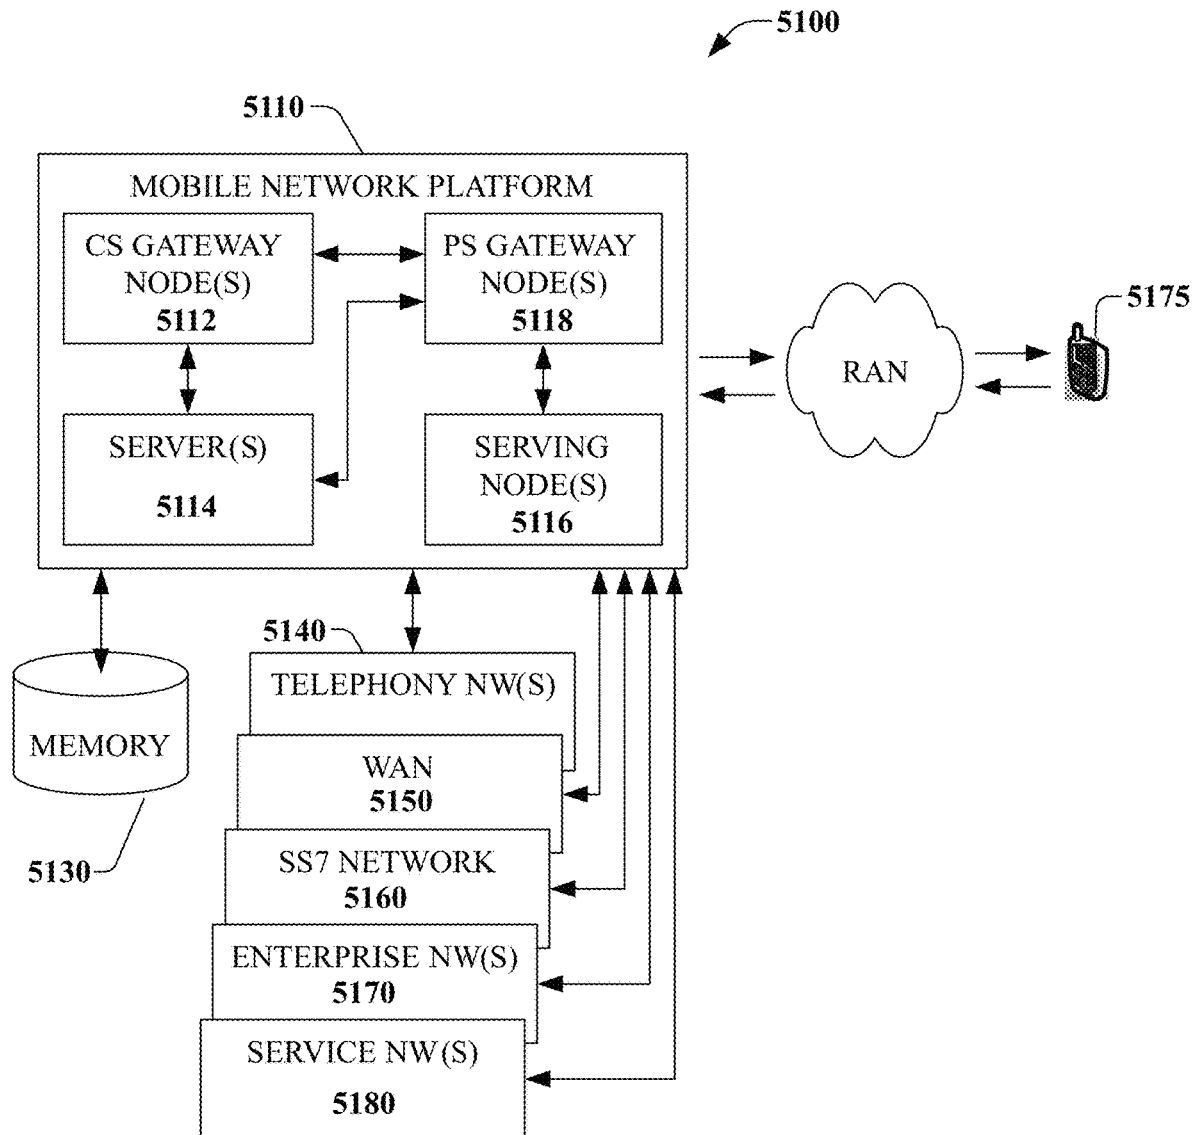 5100
5110
MOBILE NETWORK PLATFORM
CS GATEWAY
NODE(S)
5112
PS GATEWAY
NODE(S)
5118
SERVER(S)
5114
SERVING
NODE(S)
5116
RAN
5175
MEMORY
5130
5140
TELEPHONY NW(S)
WAN
5150
SS7 NETWORK
5160
ENTERPRISE NW(S)
5170
SERVICE NW(S)
5180